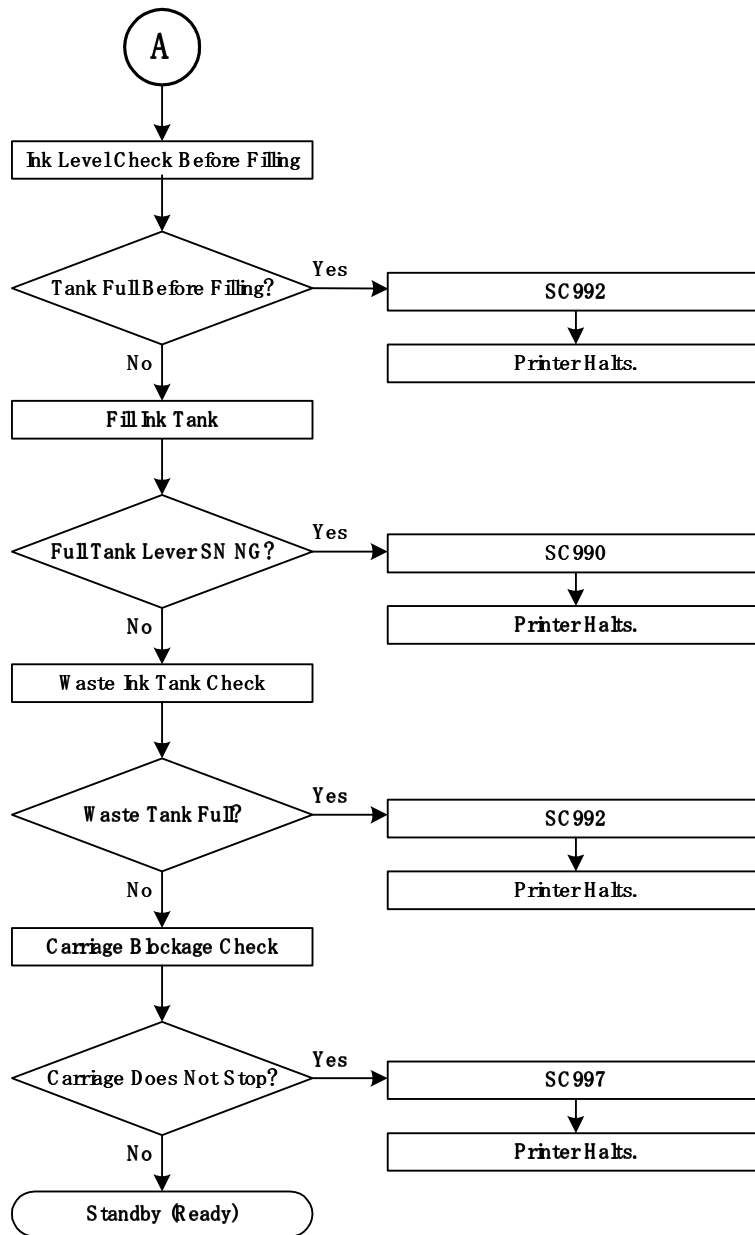 A
Ink Level Check Before Filling
Tank Full Before Filling?
Yes
SC992
Printer Halts.
No
Fill Ink Tank
Full Tank Lever SN NG?
Yes
SC990
Printer Halts.
No
Waste Ink Tank Check
Waste Tank Full?
Yes
SC992
Printer Halts.
No
Carriage Blockage Check
Carriage Does Not Stop?
Yes
SC997
Printer Halts.
No
Standby (Ready)